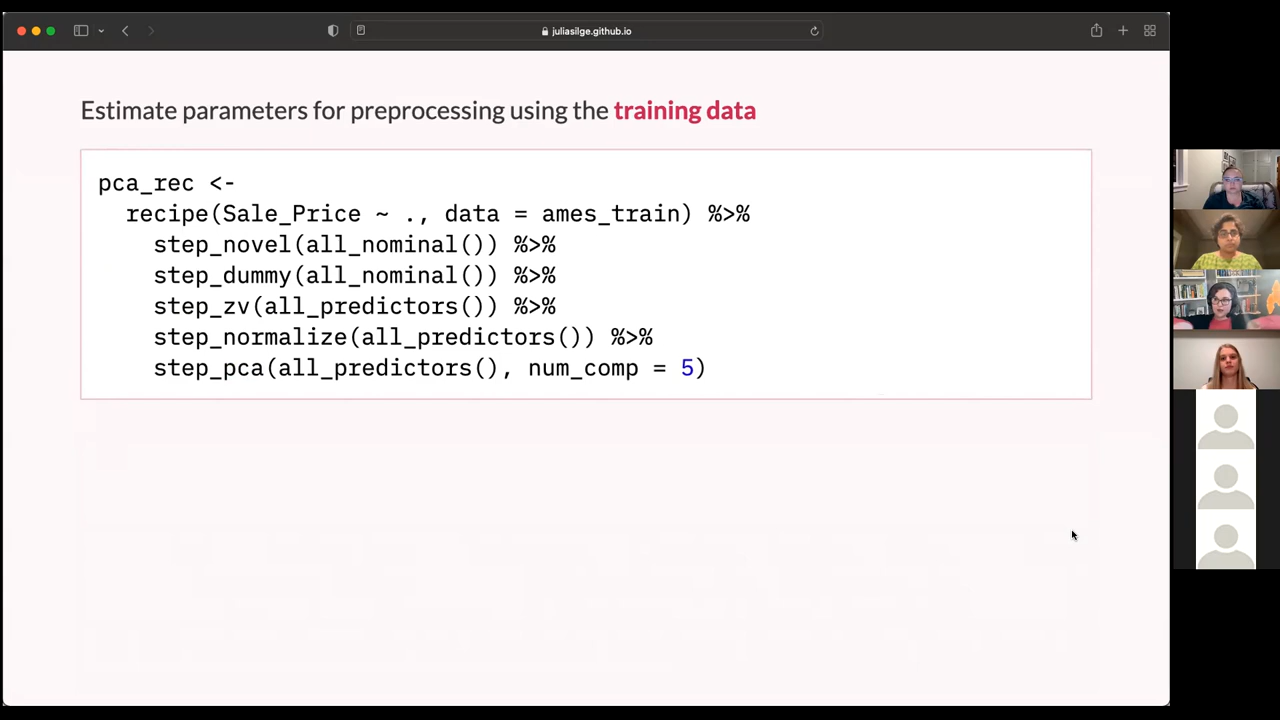 juliasilge.github.io
Estimate parameters for preprocessing using the training data
pca_rec <-
recipe(Sale_Price ~ ., data = ames_train) %>%
step_novel(all_nominal()) %>%
step_dummy(all_nominal()) %>%
step_zv(all_predictors()) %>%
step_normalize(all_predictors()) %>%
step_pca(all_predictors(), num_comp = 5)